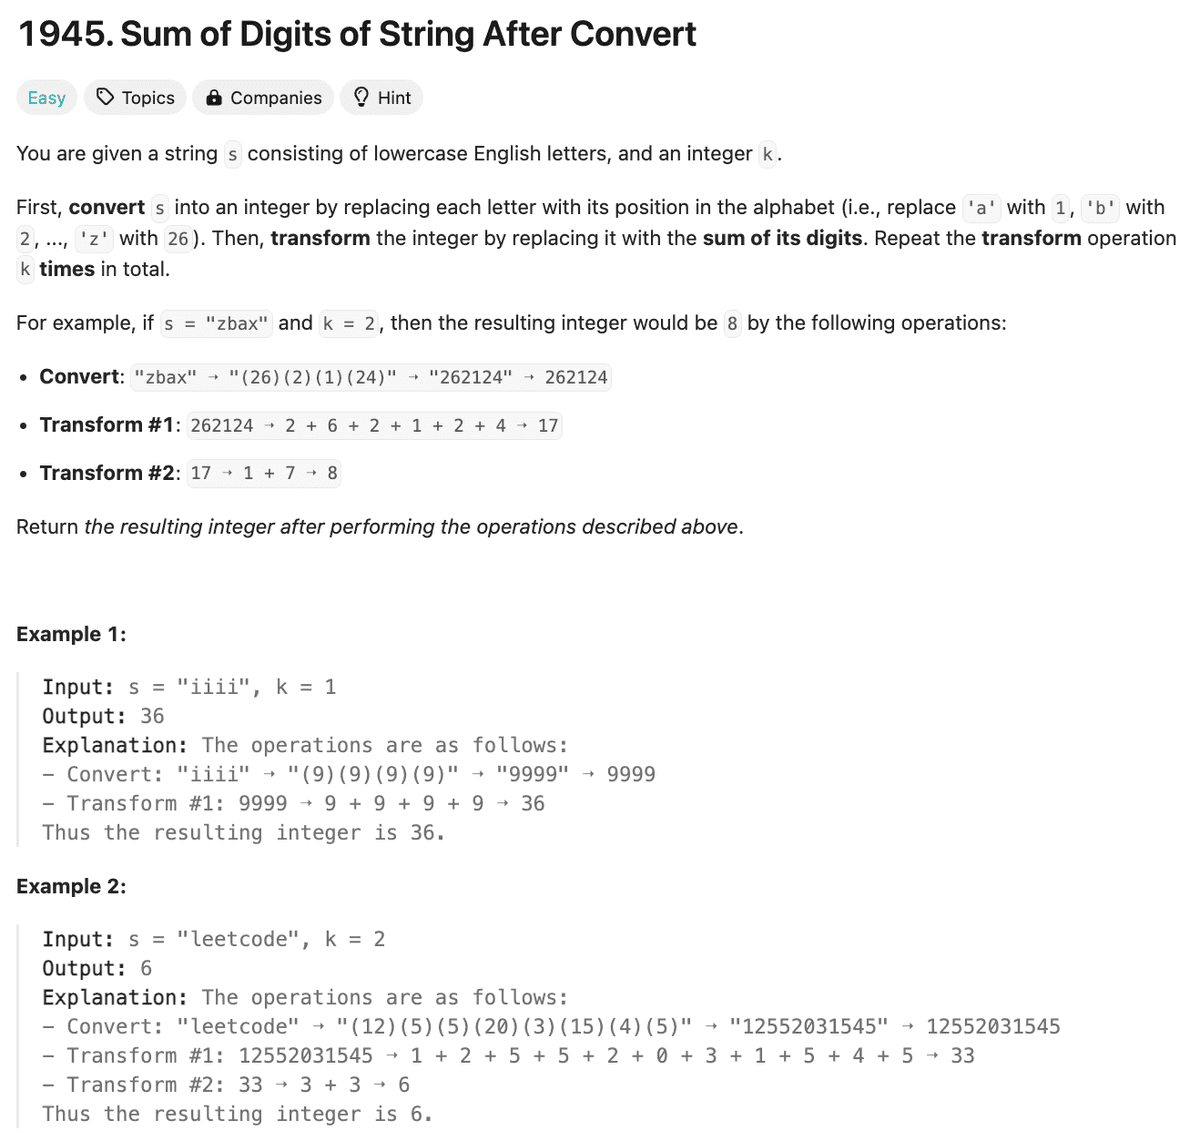 1945. Sum of Digits of String After Convert
Easy Topics Companies Hint
You are given a string s consisting of lowercase English letters, and an integer k.
First, convert s into an integer by replacing each letter with its position in the alphabet (i.e., replace 'a' with 1, 'b' with
2, ..., 'z' with 26). Then, transform the integer by replacing it with the sum of its digits. Repeat the transform operation
k times in total.
For example, if s = "zbax" and k = 2, then the resulting integer would be 8 by the following operations:
• Convert: "zbax" → "(26)(2)(1)(24)" → "262124" → 262124
• Transform #1: 262124 → 2 + 6 + 2 + 1 + 2 + 4 → 17
• Transform #2: 17 → 1 + 7 → 8
Return the resulting integer after performing the operations described above.
Example 1:
Input: s = "iiii", k = 1
Output: 36
Explanation: The operations are as follows:
- Convert: "iiii" → "(9)(9)(9)(9)" → "9999" → 9999
- Transform #1: 9999 → 9 + 9 + 9 + 9 → 36
Thus the resulting integer is 36.
Example 2:
Input: s = "leetcode", k = 2
Output: 6
Explanation: The operations are as follows:
- Convert: "leetcode" → "(12)(5)(5)(20)(3)(15)(4)(5)" → "12552031545" → 12552031545
- Transform #1: 12552031545 → 1 + 2 + 5 + 5 + 2 + 0 + 3 + 1 + 5 + 4 + 5 → 33
- Transform #2: 33 → 3 + 3 → 6
Thus the resulting integer is 6.